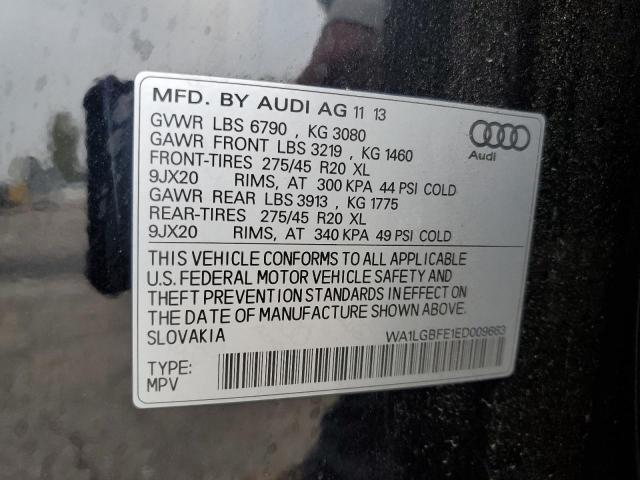 MFD. BY AUDI AG 11 13
GVWR LBS 6790 , KG 3080
GAWR FRONT LBS 3219 , KG 1460
FRONT-TIRES 275/45 R20 XL
9JX20 RIMS, AT 300 KPA 44 PSI COLD
GAWR REAR LBS 3913 , KG 1775
REAR-TIRES 275/45 R20 XL
9JX20 RIMS, AT 340 KPA 49 PSI COLD
Audi
THIS VEHICLE CONFORMS TO ALL APPLICABLE
U.S. FEDERAL MOTOR VEHICLE SAFETY AND
THEFT PREVENTION STANDARDS IN EFFECT ON
THE DATE OF MANUFACTURE SHOWN ABOVE.
SLOVAKIA
WA1LGBFE1ED009663
TYPE:
MPV